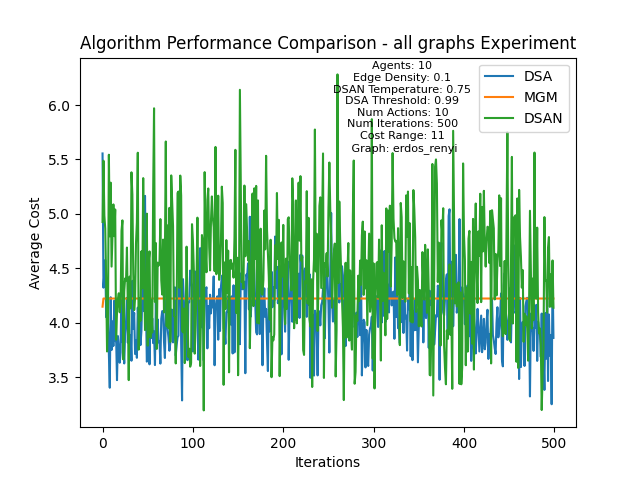 Algorithm Performance Comparison - all graphs Experiment
Agents: 10
Edge Density: 0.1
DSAN Temperature: 0.75
DSA Threshold: 0.99
Num Actions: 10
Num Iterations: 500
Cost Range: 11
Graph: erdos_renyi
DSA
MGM
DSAN
Average Cost
6.0
5.5
5.0
4.5
4.0
3.5
0
100
200
300
400
500
Iterations